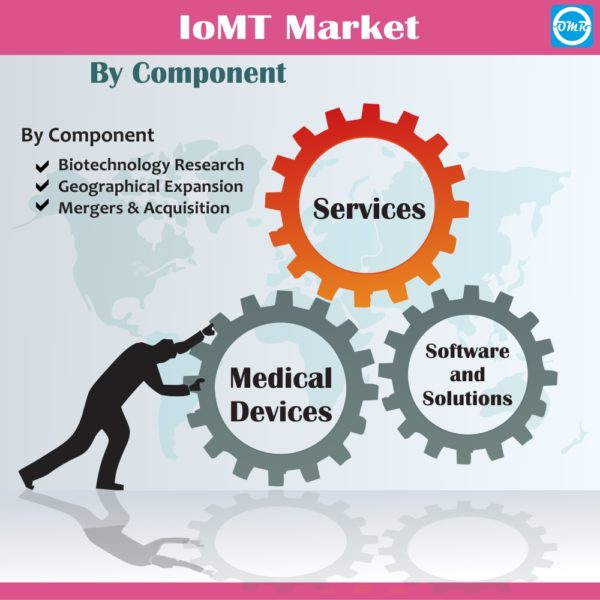 IoMT Market
OMR
By Component
By Component
Biotechnology Research
Geographical Expansion
Mergers & Acquisition
Services
Medical
Devices
Software
and
Solutions